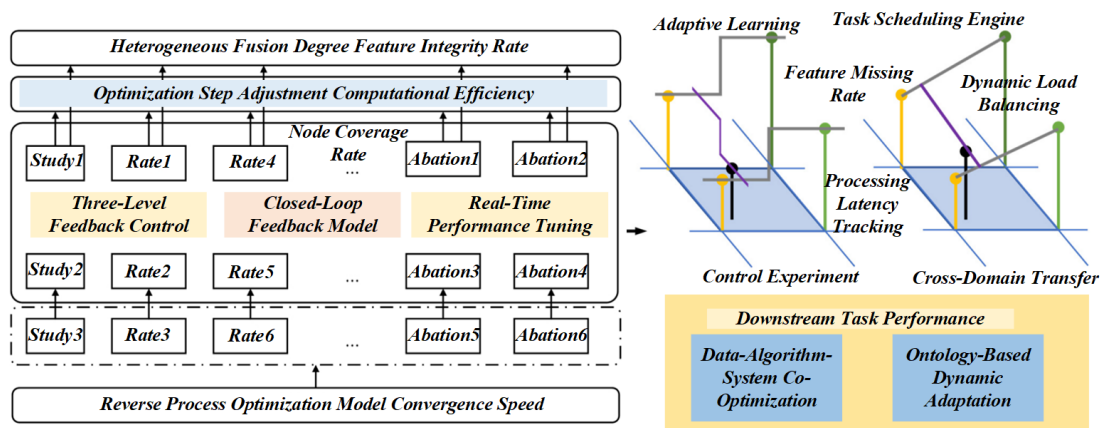 Heterogeneous Fusion Degree Feature Integrity Rate
Optimization Step Adjustment Computational Efficiency
Node Coverage
Rate
Study1
Rate1
Rate4
...
Abation1
Abation2
Three-Level
Feedback Control
Closed-Loop
Feedback Model
Real-Time
Performance Tuning
Study2
Rate2
Rate5
...
Abation3
Abation4
Study3
Rate3
Rate6
...
Abation5
Abation6
Reverse Process Optimization Model Convergence Speed
Adaptive Learning
Task Scheduling Engine
Feature Missing
Rate
Dynamic Load
Balancing
Processing
Latency
Tracking
Control Experiment
Cross-Domain Transfer
Downstream Task Performance
Data-Algorithm-
System Co-
Optimization
Ontology-Based
Dynamic
Adaptation